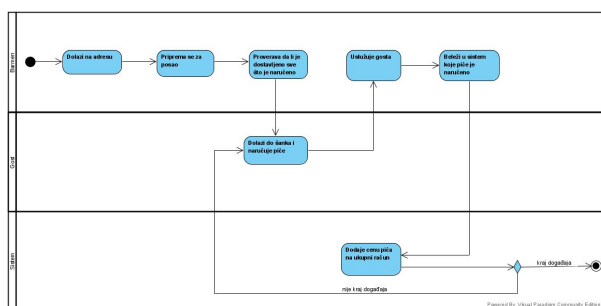 Barmen
Dolazi na adresu
Priprema se za
posao
Proverava da li je
dostavljeno sve
što je naručeno
Uslužuje gosta
Beleži u sistem
koje piće je
naručeno
Gost
Dolazi do šanka i
naručuje piće
Sistem
Dodaje cenu pića
na ukupni račun
kraj događaja
nije kraj događaja
Powered By Visual Paradigm Community Edition